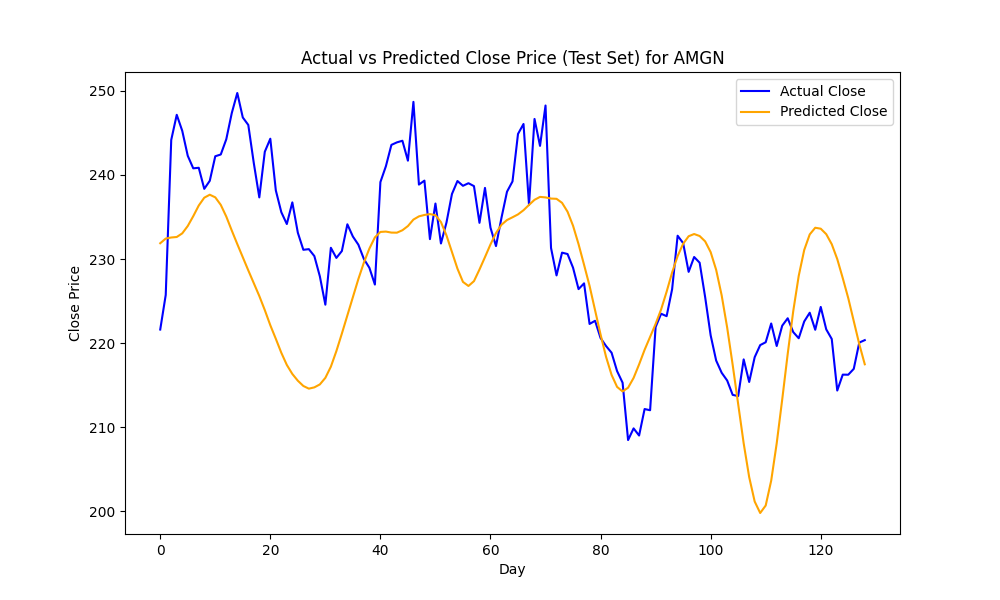 Actual vs Predicted Close Price (Test Set) for AMGN
Actual Close
Predicted Close
Close Price
250
240
230
220
210
200
0 20 40 60 80 100 120
Day